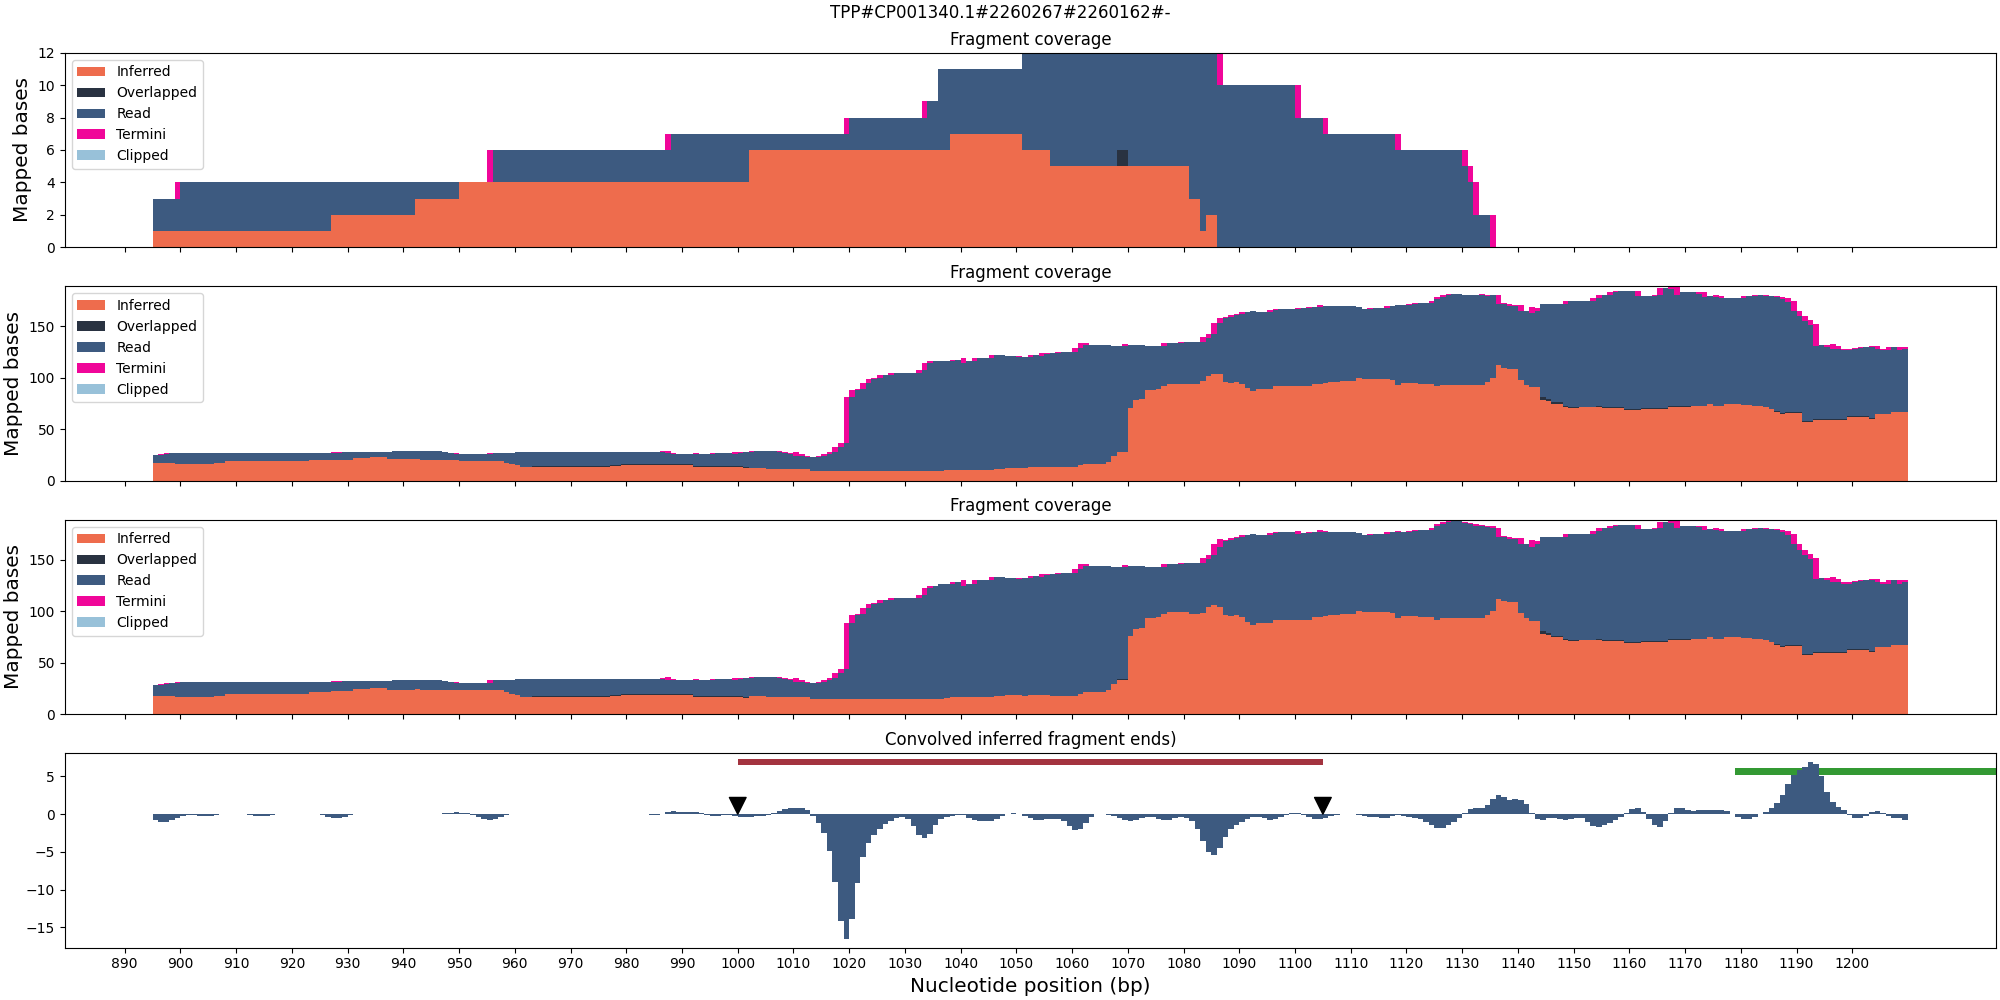 TPP#CP001340.1#2260267#2260162#-
Fragment coverage
Mapped bases
12
10
8
6
4
2
0
Inferred
Overlapped
Read
Termini
Clipped
Fragment coverage
Mapped bases
150
100
50
0
Inferred
Overlapped
Read
Termini
Clipped
Fragment coverage
Mapped bases
150
100
50
0
Inferred
Overlapped
Read
Termini
Clipped
Convolved inferred fragment ends)
5
0
−5
−10
−15
890 900 910 920 930 940 950 960 970 980 990 1000 1010 1020 1030 1040 1050 1060 1070 1080 1090 1100 1110 1120 1130 1140 1150 1160 1170 1180 1190 1200
Nucleotide position (bp)